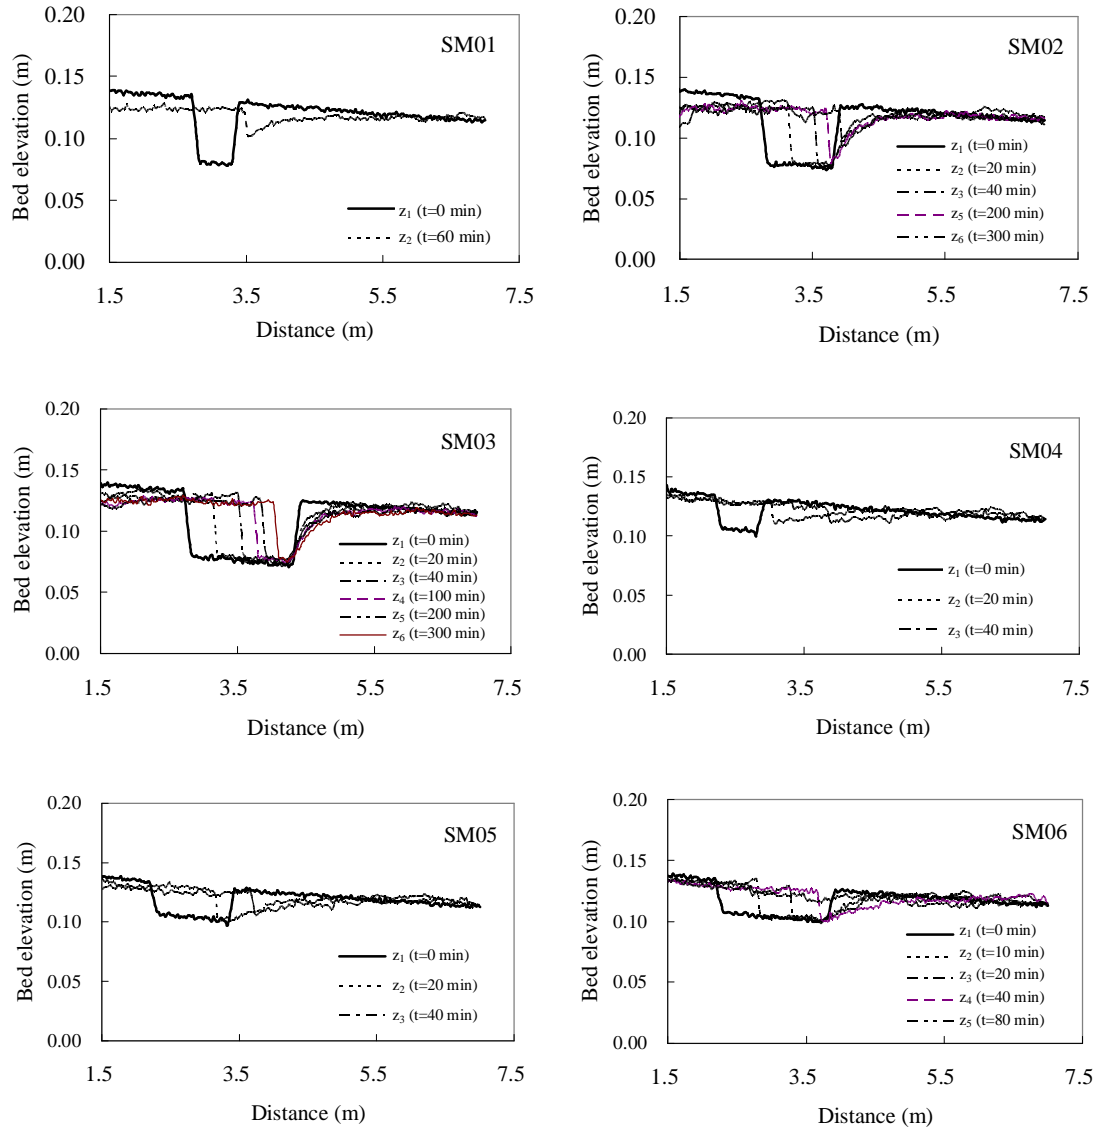 SM01
Bed elevation (m)
0.20
0.15
0.10
0.05
0.00
z₁ (t=0 min)
z₂ (t=60 min)
1.5 3.5 5.5 7.5
Distance (m)
SM02
Bed elevation (m)
0.20
0.15
0.10
0.05
0.00
z₁ (t=0 min)
z₂ (t=20 min)
z₃ (t=40 min)
z₅ (t=200 min)
z₆ (t=300 min)
1.5 3.5 5.5 7.5
Distance (m)
SM03
Bed elevation (m)
0.20
0.15
0.10
0.05
0.00
z₁ (t=0 min)
z₂ (t=20 min)
z₃ (t=40 min)
z₄ (t=100 min)
z₅ (t=200 min)
z₆ (t=300 min)
1.5 3.5 5.5 7.5
Distance (m)
SM04
Bed elevation (m)
0.20
0.15
0.10
0.05
0.00
z₁ (t=0 min)
z₂ (t=20 min)
z₃ (t=40 min)
1.5 3.5 5.5 7.5
Distance (m)
SM05
Bed elevation (m)
0.20
0.15
0.10
0.05
0.00
z₁ (t=0 min)
z₂ (t=20 min)
z₃ (t=40 min)
1.5 3.5 5.5 7.5
Distance (m)
SM06
Bed elevation (m)
0.20
0.15
0.10
0.05
0.00
z₁ (t=0 min)
z₂ (t=10 min)
z₃ (t=20 min)
z₄ (t=40 min)
z₅ (t=80 min)
1.5 3.5 5.5 7.5
Distance (m)